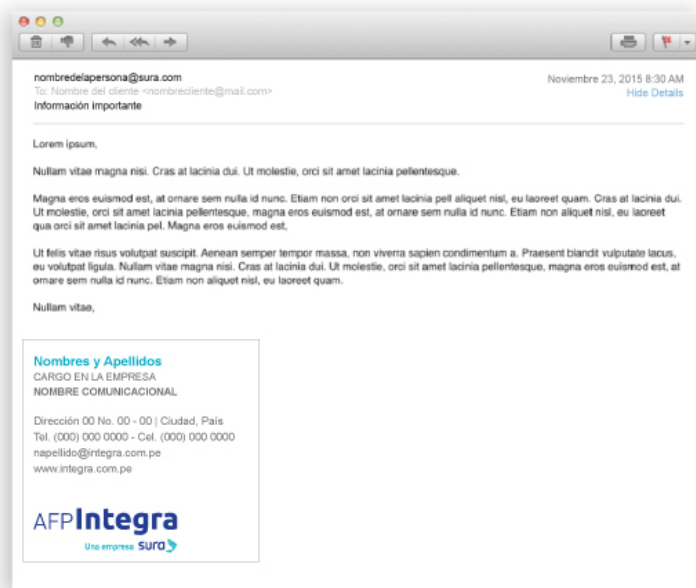 nombredelapersona@sura.com
Noviembre 23, 2015 8:30 AM
To: Nombre del cliente <nombrecliente@mail.com>
Hide Details
Información importante
Lorem ipsum,
Nullam vitae magna nisi. Cras at lacinia dui. Ut molestie, orci sit amet lacinia pellentesque.
Magna eros euismod est, at ornare sem nulla id nunc. Etiam non orci sit amet lacinia pell aliquet nisl, eu laoreet quam. Cras at lacinia dui.
Ut molestie, orci sit amet lacinia pellentesque, magna eros euismod est, at ornare sem nulla id nunc. Etiam non aliquet nisl, eu laoreet
qua orci sit amet lacinia pel. Magna eros euismod est,
Ut felis vitae risus volutpat suscipit. Aenean semper tempor massa, non viverra sapien condimentum a. Praesent blandit vulputate lacus,
eu volutpat ligula. Nullam vitae magna nisi. Cras at lacinia dui. Ut molestie, orci sit amet lacinia pellentesque, magna eros euismod est, at
ornare sem nulla id nunc. Etiam non aliquet nisl, eu laoreet quam.
Nullam vitae,
Nombres y Apellidos
CARGO EN LA EMPRESA
NOMBRE COMUNICACIONAL
Dirección 00 No. 00 - 00 | Ciudad, País
Tel. (000) 000 0000 - Cel. (000) 000 0000
napellido@integra.com.pe
www.integra.com.pe
AFPIntegra
Una empresa sura